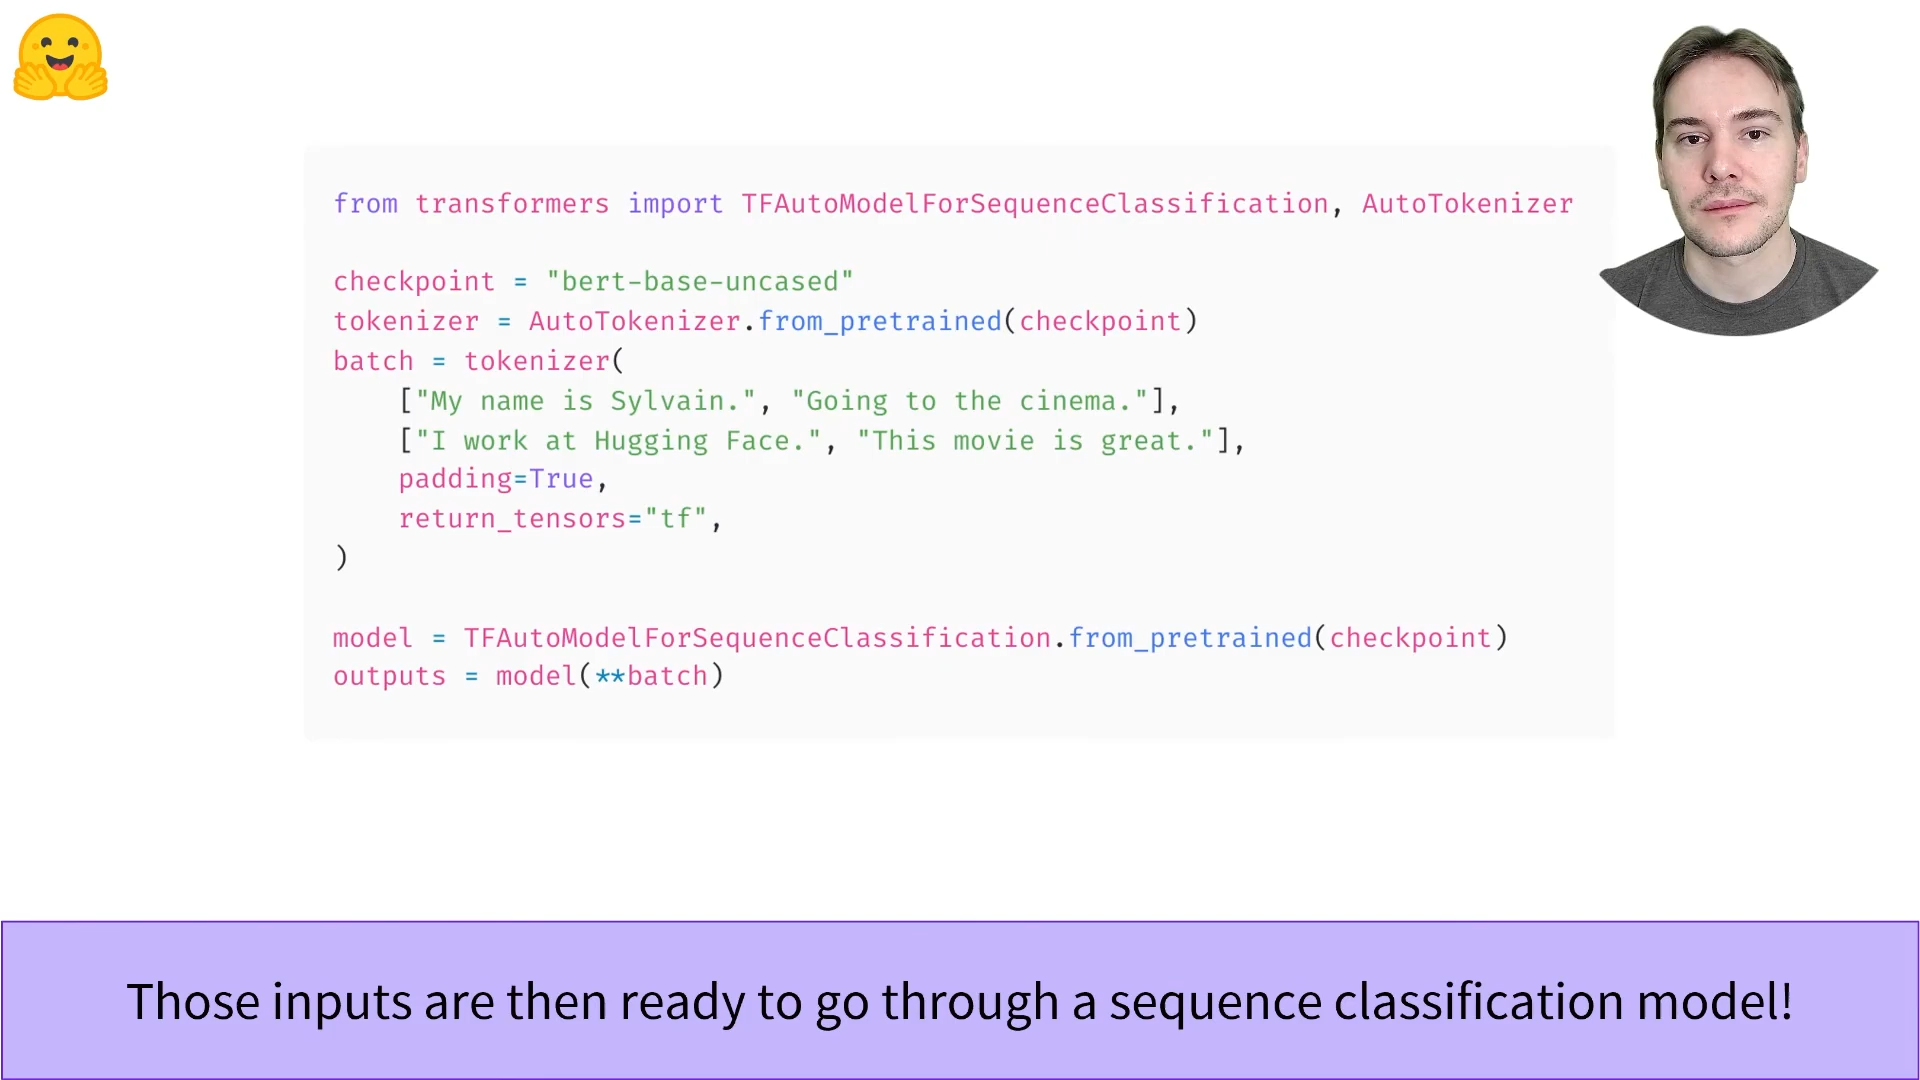 from transformers import TFAutoModelForSequenceClassification, AutoTokenizer
checkpoint = "bert-base-uncased"
tokenizer = AutoTokenizer.from_pretrained(checkpoint)
batch = tokenizer(
    ["My name is Sylvain.", "Going to the cinema."],
    ["I work at Hugging Face.", "This movie is great."],
    padding=True,
    return_tensors="tf",
)
model = TFAutoModelForSequenceClassification.from_pretrained(checkpoint)
outputs = model(**batch)
Those inputs are then ready to go through a sequence classification model!